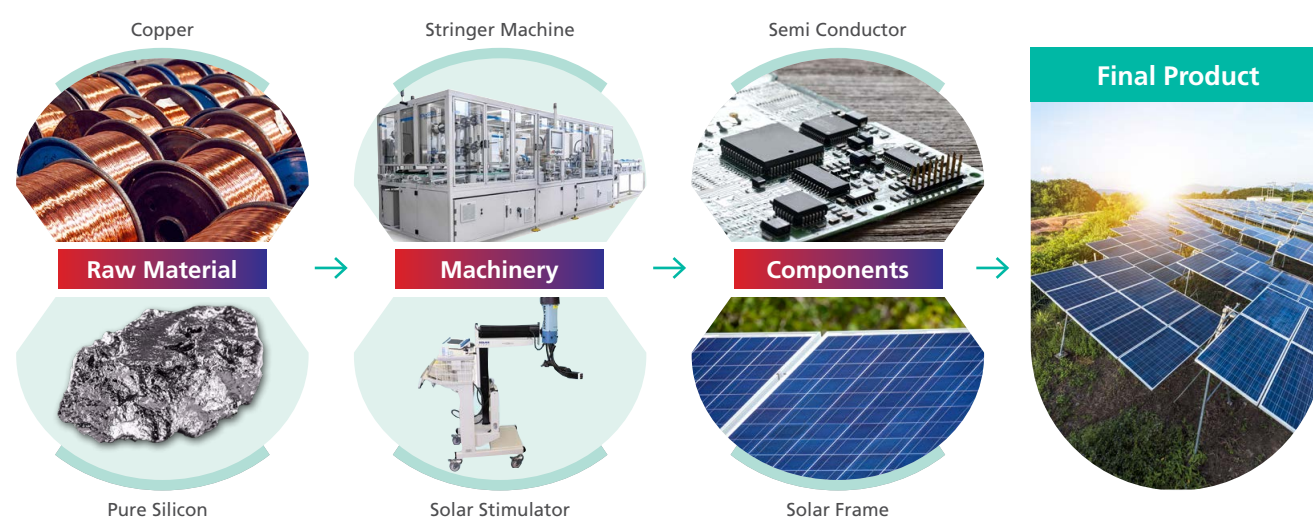 Copper
Stringer Machine
Semi Conductor
Final Product
Raw Material
Machinery
Components
Pure Silicon
Solar Stimulator
Solar Frame